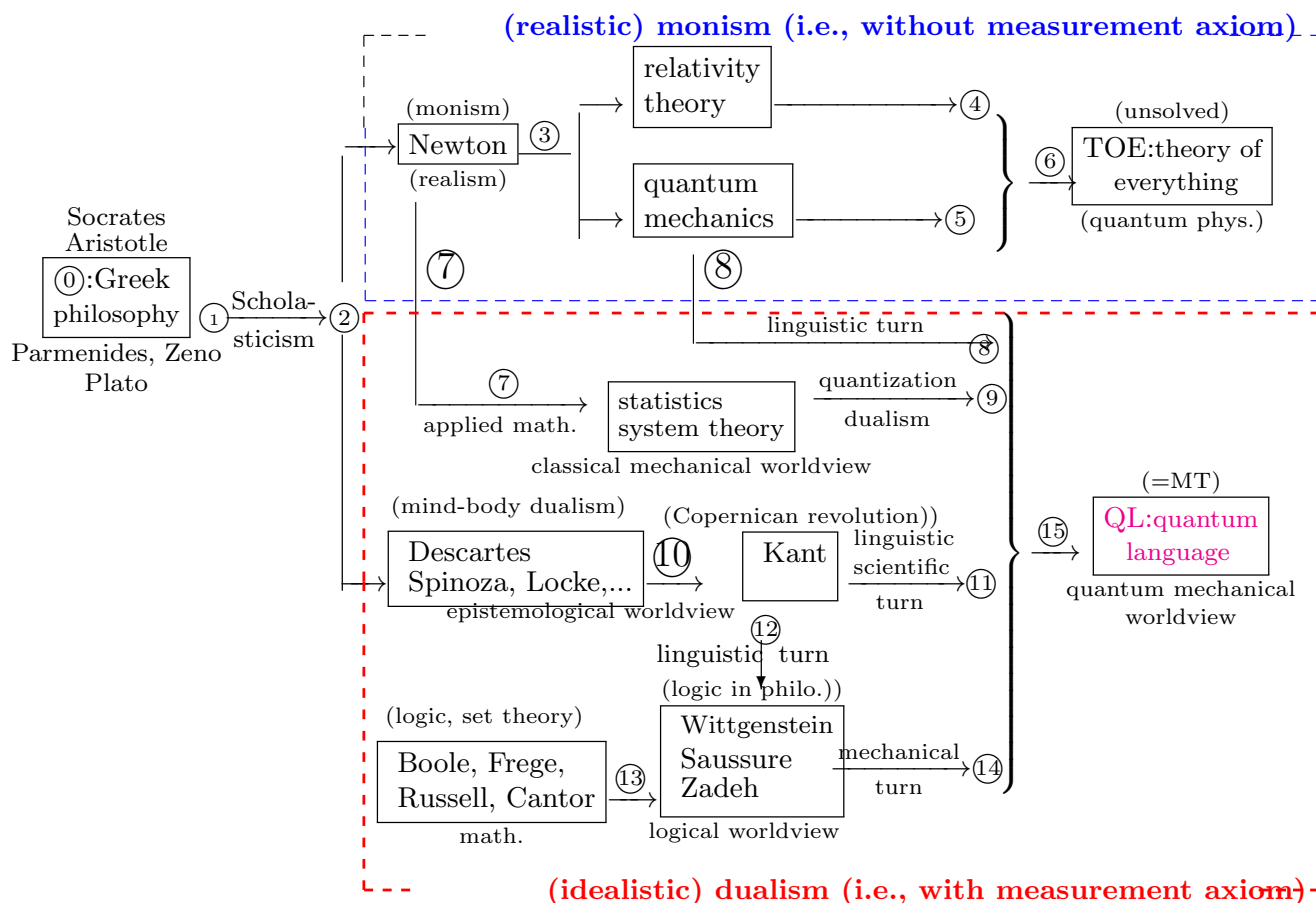 (realistic) monism (i.e., without measurement axiom)
relativity
theory
④
(monism)
Newton
③
(realism)
(unsolved)
⑥
TOE:theory of
everything
(quantum phys.)
quantum
mechanics
⑤
Socrates
Aristotle
⓪:Greek
philosophy
Parmenides, Zeno
Plato
①
Schola-
sticism
②
⑦
⑧
linguistic turn
⑧
⑦
applied math.
statistics
system theory
classical mechanical worldview
quantization
dualism
⑨
(mind-body dualism)
Descartes
Spinoza, Locke,...
epistemological worldview
⑩
(Copernican revolution))
Kant
linguistic
scientific
turn
⑪
(=MT)
⑮
QL:quantum
language
quantum mechanical
worldview
⑫
linguistic turn
(logic in philo.))
Wittgenstein
Saussure
Zadeh
logical worldview
(logic, set theory)
Boole, Frege,
Russell, Cantor
math.
⑬
mechanical
turn
⑭
(idealistic) dualism (i.e., with measurement axiom)